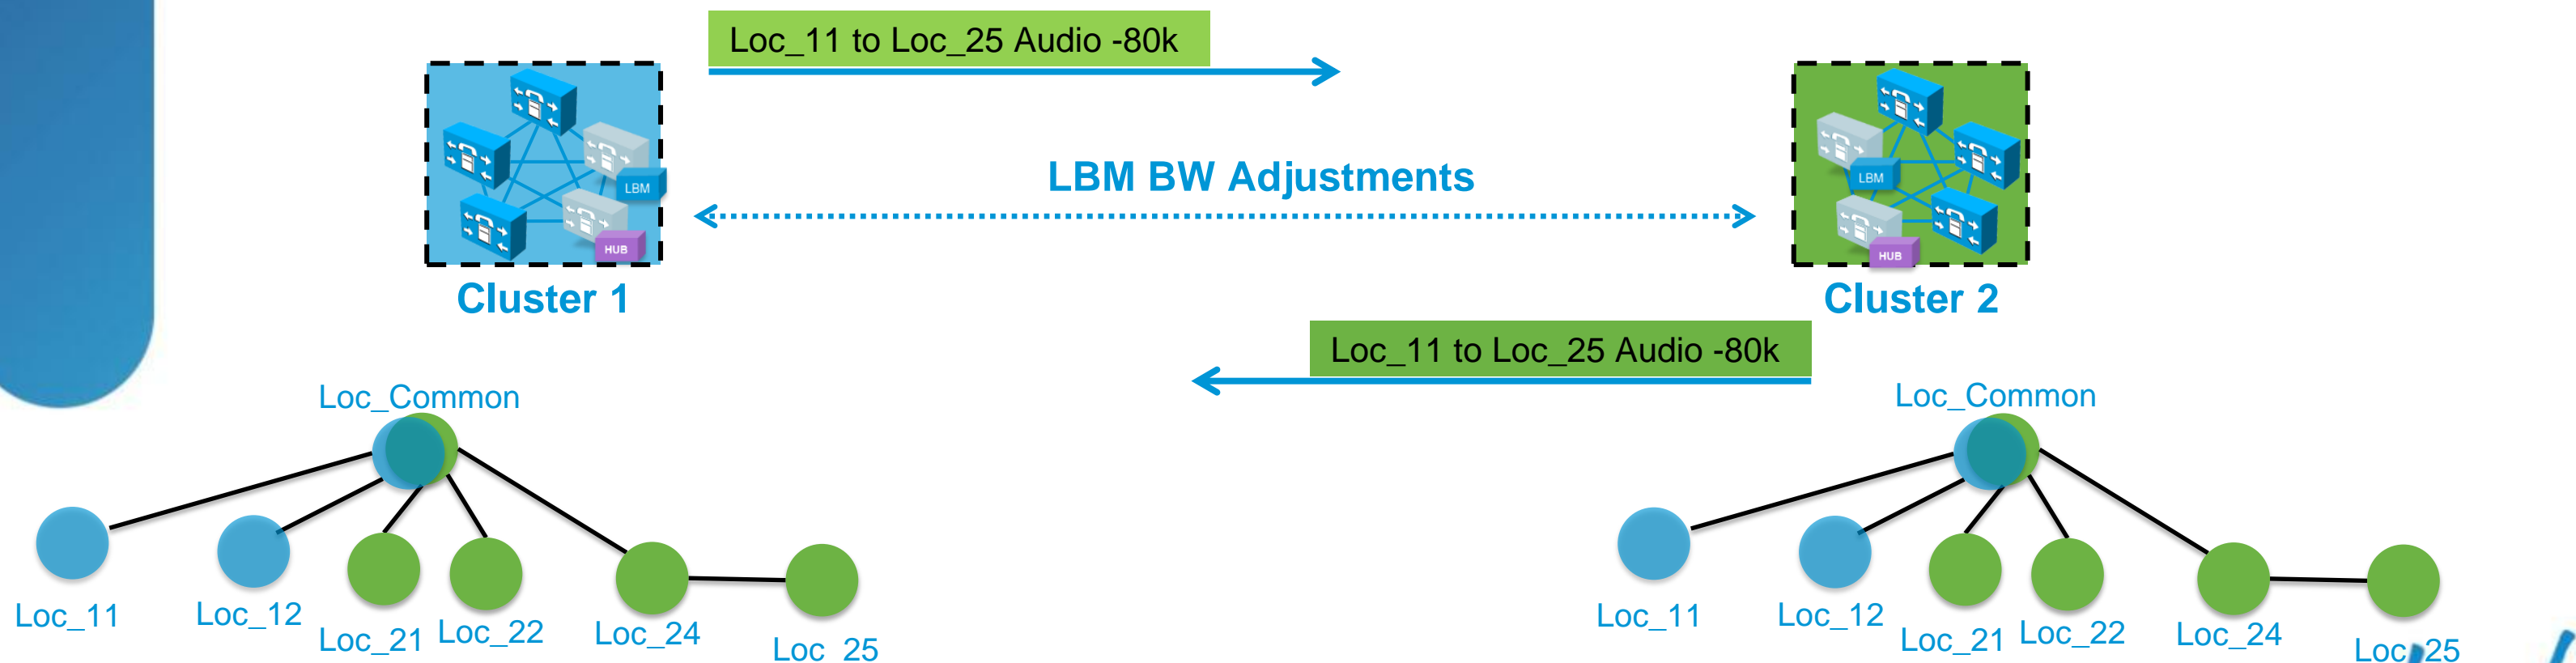 Loc_11 to Loc_25 Audio -80k
LBM
HUB
LBM BW Adjustments
LBM
HUB
Cluster 1
Cluster 2
Loc_11 to Loc_25 Audio -80k
Loc_Common
Loc_11
Loc_12
Loc_21
Loc_22
Loc_24
Loc_25
Loc_Common
Loc_11
Loc_12
Loc_21
Loc_22
Loc_24
Loc_25